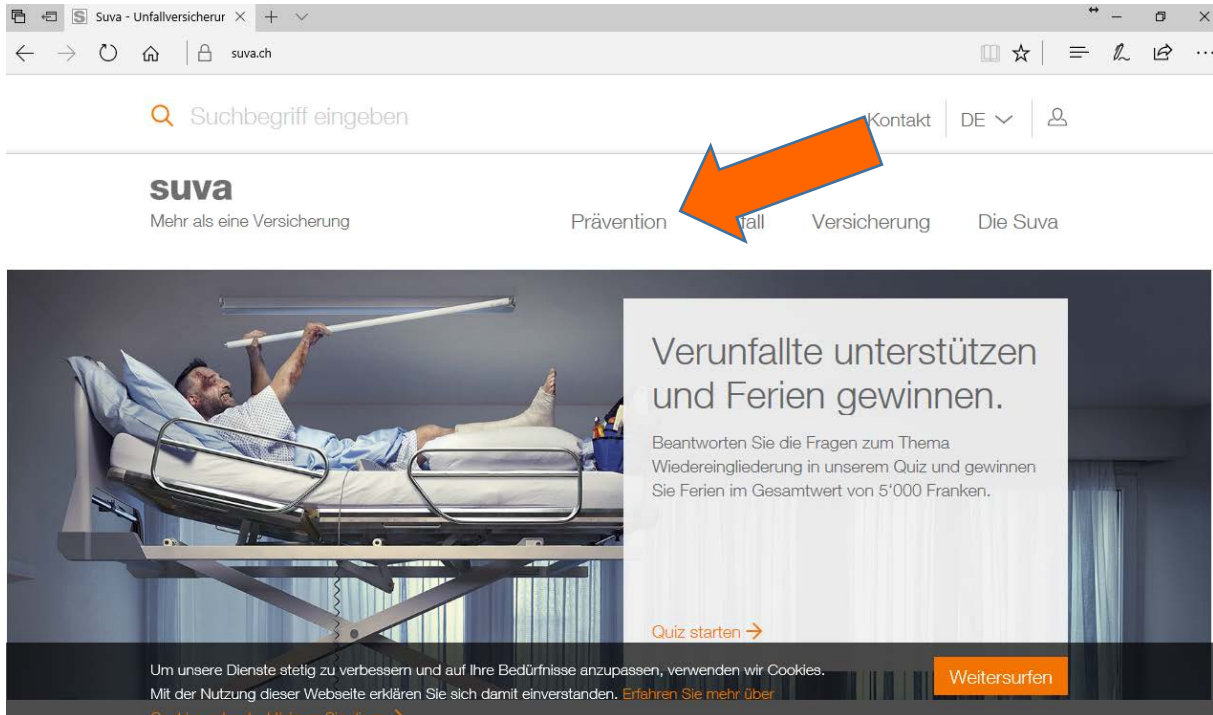 Suva - Unfallversicherur
suva.ch
Suchbegriff eingeben
Kontakt
DE
suva
Mehr als eine Versicherung
Prävention
Versicherung
Die Suva
Verunfallte unterstützen
und Ferien gewinnen.
Beantworten Sie die Fragen zum Thema
Wiedereingliederung in unserem Quiz und gewinnen
Sie Ferien im Gesamtwert von 5'000 Franken.
Quiz starten →
Um unsere Dienste stetig zu verbessern und auf Ihre Bedürfnisse anzupassen, verwenden wir Cookies.
Mit der Nutzung dieser Webseite erklären Sie sich damit einverstanden. Erfahren Sie mehr über
Weitersurfen